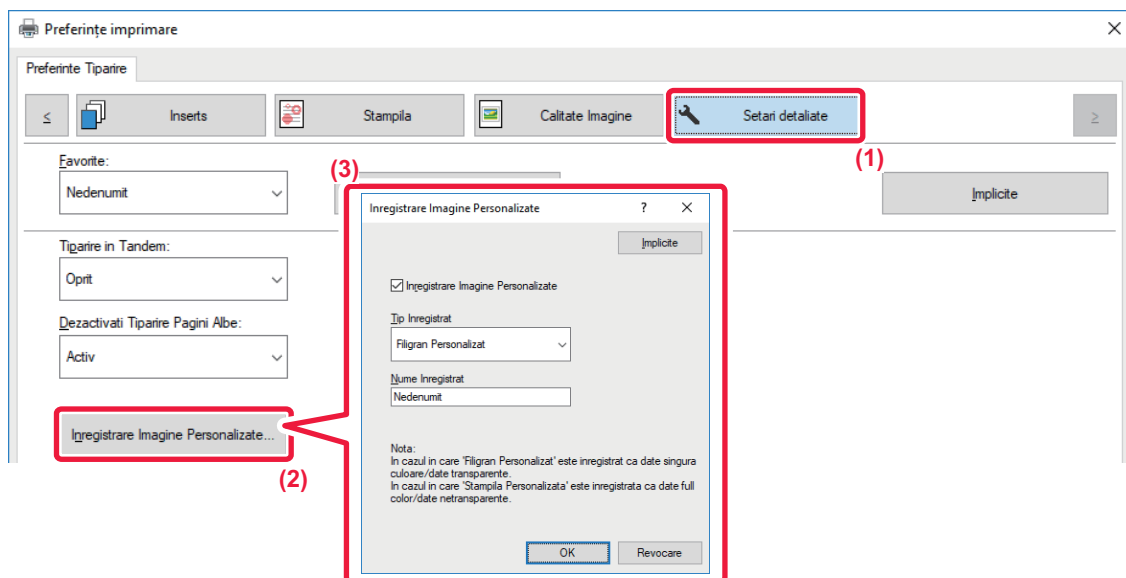 Preferințe imprimare
Preferinte Tiparire
<
Inserts
Stampila
Calitate Imagine
Setari detaliate
>
(1)
Favorite:
Nedenumit
(3)
Implicite
Tiparire in Tandem:
Oprit
Dezactivati Tiparire Pagini Albe:
Activ
Inregistrare Imagine Personalizate...
(2)
Inregistrare Imagine Personalizate
?
Implicite
Inregistrare Imagine Personalizate
Tip Inregistrat
Filigran Personalizat
Nume Inregistrat
Nedenumit
Nota:
In cazul in care 'Filigran Personalizat' este inregistrat ca date singura
culoare/date transparente.
In cazul in care 'Stampila Personalizata' este inregistrata ca date full
color/date netransparente.
OK
Revocare